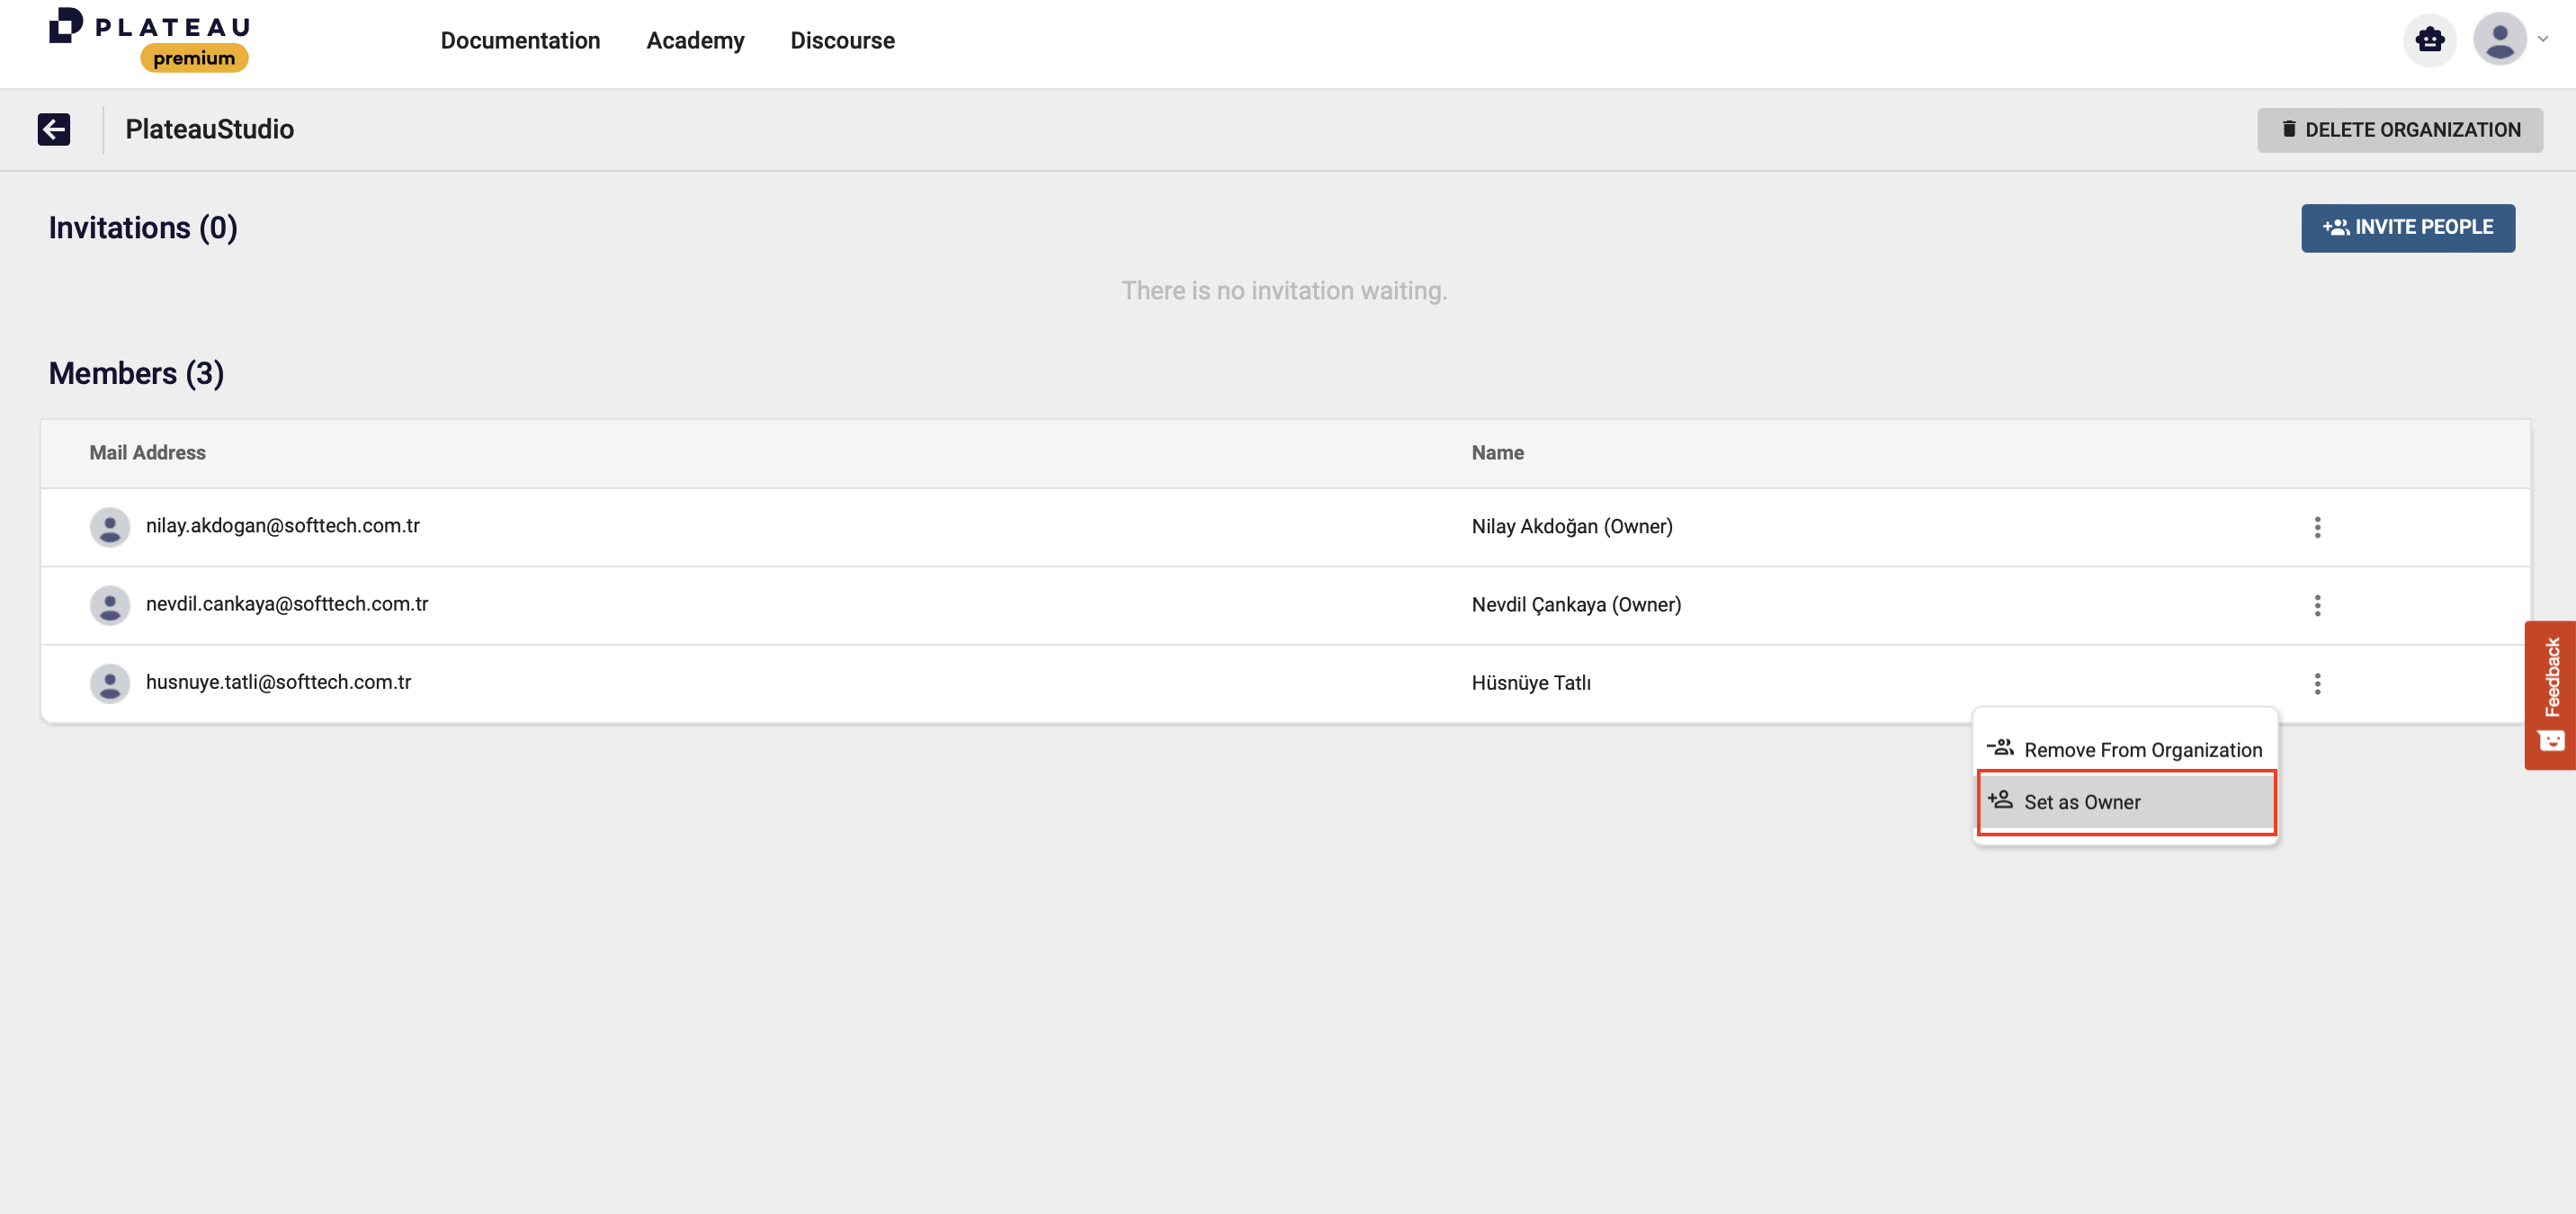 PLATEAU
premium
Documentation Academy Discourse
PlateauStudio
DELETE ORGANIZATION
Invitations (0)
INVITE PEOPLE
There is no invitation waiting.
Members (3)
Mail Address Name
nilay.akdogan@softtech.com.tr Nilay Akdoğan (Owner)
nevdil.cankaya@softtech.com.tr Nevdil Çankaya (Owner)
husnuye.tatli@softtech.com.tr Hüsnüye Tatlı
Feedback
Remove From Organization
Set as Owner